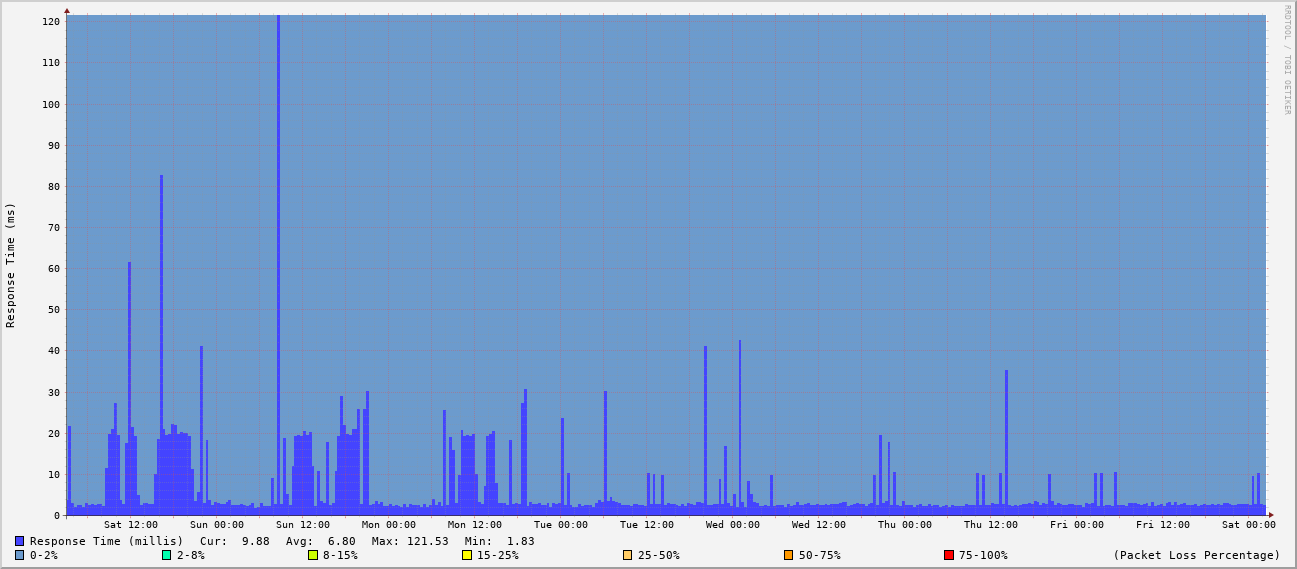 RRDTOOL / TOBI OETIKER
Response Time (ms)
120
110
100
90
80
70
60
50
40
30
20
10
0
Sat 12:00 Sun 00:00 Sun 12:00 Mon 00:00 Mon 12:00 Tue 00:00 Tue 12:00 Wed 00:00 Wed 12:00 Thu 00:00 Thu 12:00 Fri 00:00 Fri 12:00 Sat 00:00
Response Time (millis) Cur: 9.88 Avg: 6.80 Max: 121.53 Min: 1.83
0-2% 2-8% 8-15% 15-25% 25-50% 50-75% 75-100% (Packet Loss Percentage)